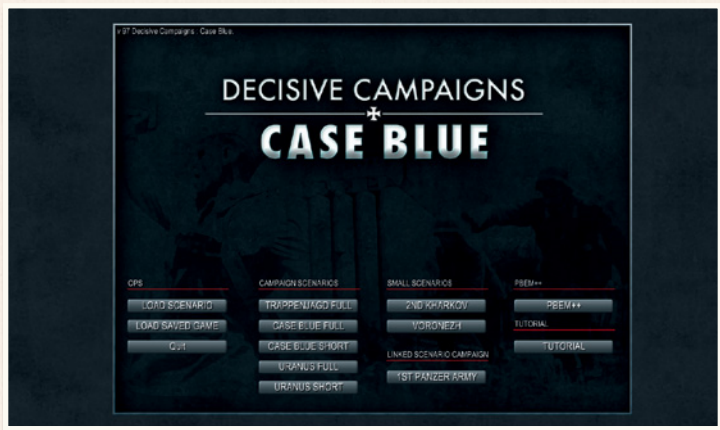 v 97 Decisive Campaigns : Case Blue.
DECISIVE CAMPAIGNS
CASE BLUE
OPS
LOAD SCENARIO
LOAD SAVED GAME
Quit
CAMPAIGN SCENARIOS
TRAPPENJAGD FULL
CASE BLUE FULL
CASE BLUE SHORT
URANUS FULL
URANUS SHORT
SMALL SCENARIOS
2ND KHARKOV
VORONEZH
LINKED SCENARIO CAMPAIGN
1ST PANZER ARMY
PBEM++
PBEM++
TUTORIAL
TUTORIAL